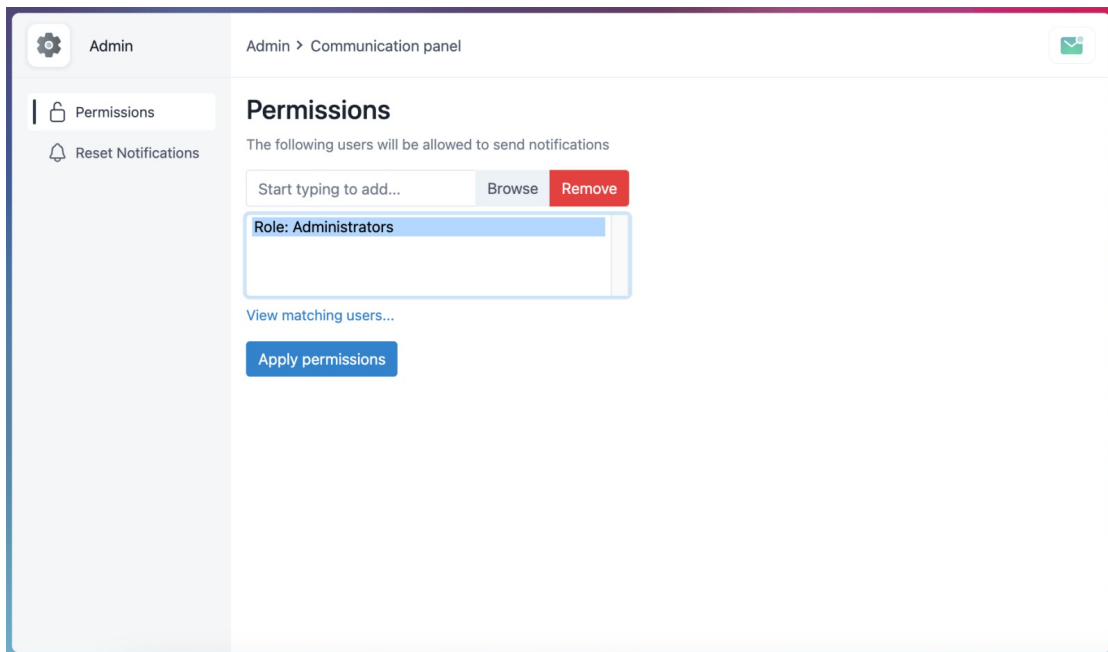 Admin
Admin > Communication panel
Permissions
Reset Notifications
Permissions
The following users will be allowed to send notifications
Start typing to add... Browse Remove
Role: Administrators
View matching users...
Apply permissions